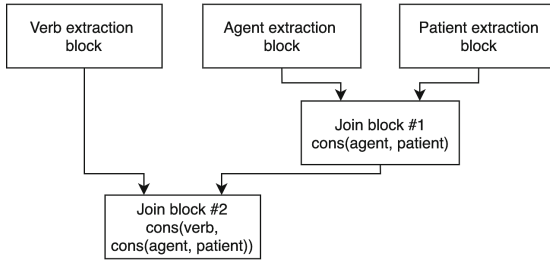 Verb extraction
block
Agent extraction
block
Patient extraction
block
Join block #1
cons(agent, patient)
Join block #2
cons(verb,
cons(agent, patient))